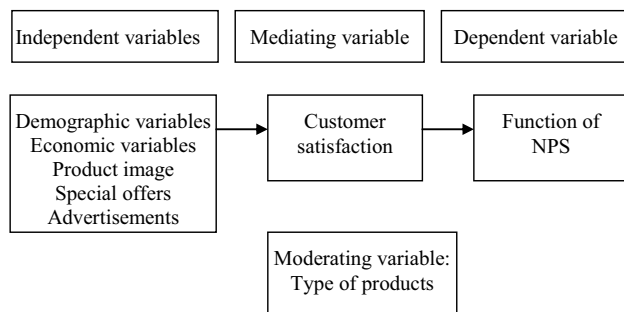 Independent variables
Mediating variable
Dependent variable
Demographic variables
Economic variables
Product image
Special offers
Advertisements
Customer
satisfaction
Function of
NPS
Moderating variable:
Type of products